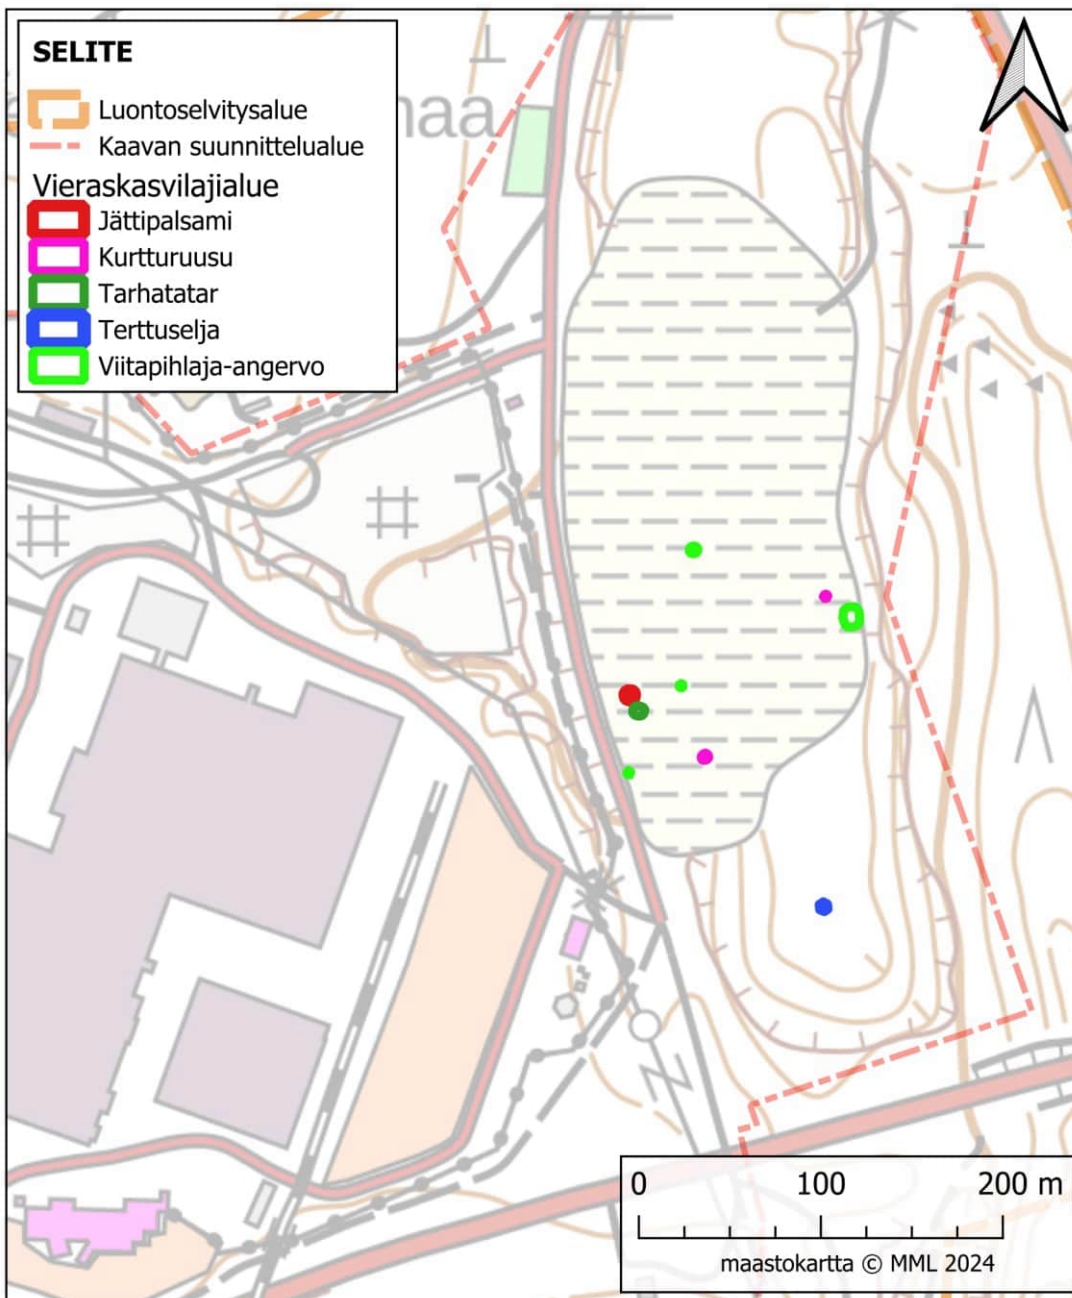 SELITE
Luontoselvitysalue
Kaavan suunnittelualue
Vieraskasvilajialue
Jättipalsami
Kurtturuusu
Tarhatatar
Terttuselja
Viitapihlaja-angervo
0 100 200 m
maastokartta © MML 2024